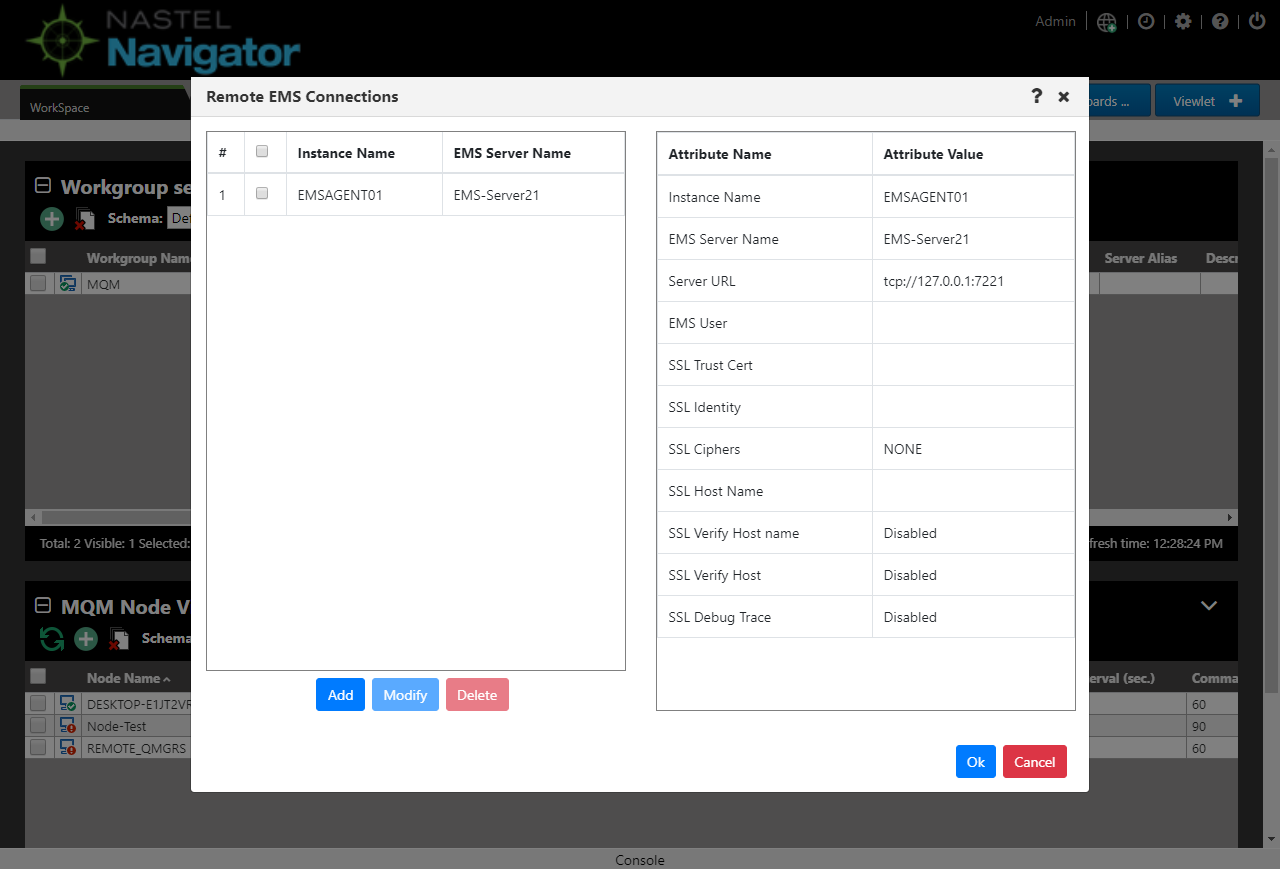 NASTEL
Navigator
Admin
WorkSpace
Viewlet
Remote EMS Connections
#
Instance Name
EMS Server Name
1
EMSAGENT01
EMS-Server21
Attribute Name
Attribute Value
Instance Name
EMSAGENT01
EMS Server Name
EMS-Server21
Server URL
tcp://127.0.0.1:7221
EMS User
SSL Trust Cert
SSL Identity
SSL Ciphers
NONE
SSL Host Name
SSL Verify Host name
Disabled
SSL Verify Host
Disabled
SSL Debug Trace
Disabled
Add
Modify
Delete
Ok
Cancel
Workgroup se
Schema: Def
Workgroup Name
Server Alias
Descr
MQM
Total: 2 Visible: 1 Selected:
fresh time: 12:28:24 PM
MQM Node V
Schema
Node Name
erval (sec.)
Comma
DESKTOP-E1JT2VR
60
Node-Test
90
REMOTE_QMGRS
60
Console